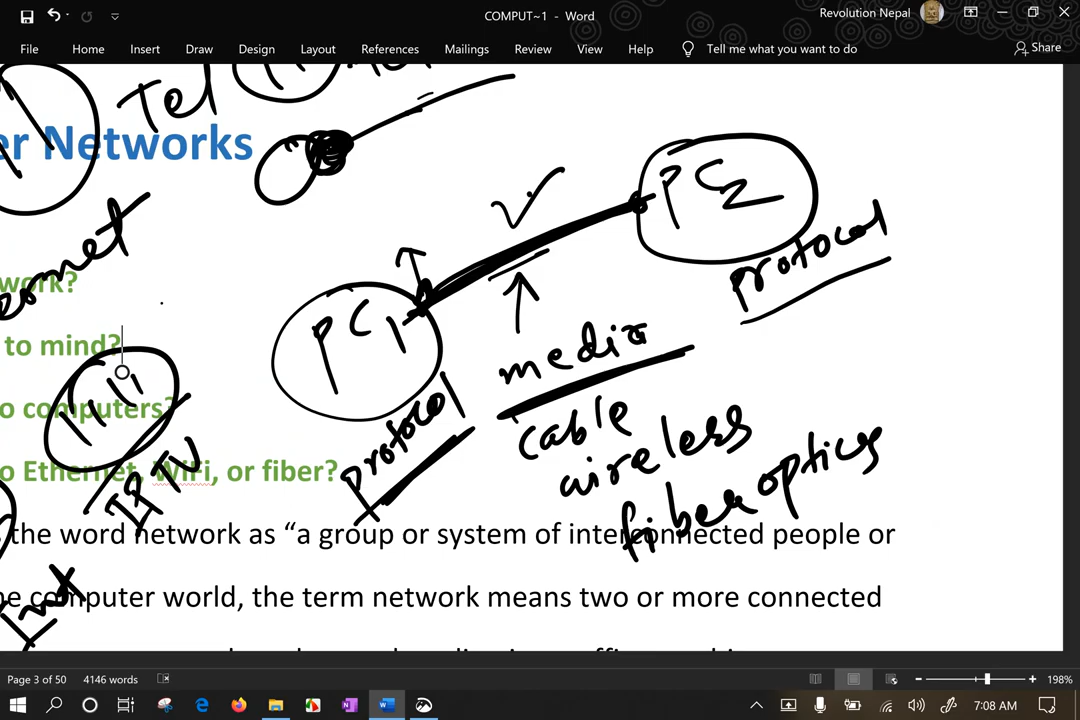 COMPUT~1 - Word
Revolution Nepal
File Home Insert Draw Design Layout References Mailings Review View Help Tell me what you want to do Share
Tel
er Networks
PC2
protocol
work?
to mind?
PC1
media
o computers?
cable
protocol
wireless
o Ethernet, WiFi, or fiber?
IPTV
fiber optics
the word network as “a group or system of interconnected people or
e computer world, the term network means two or more connected
Page 3 of 50 4146 words 198%
7:08 AM